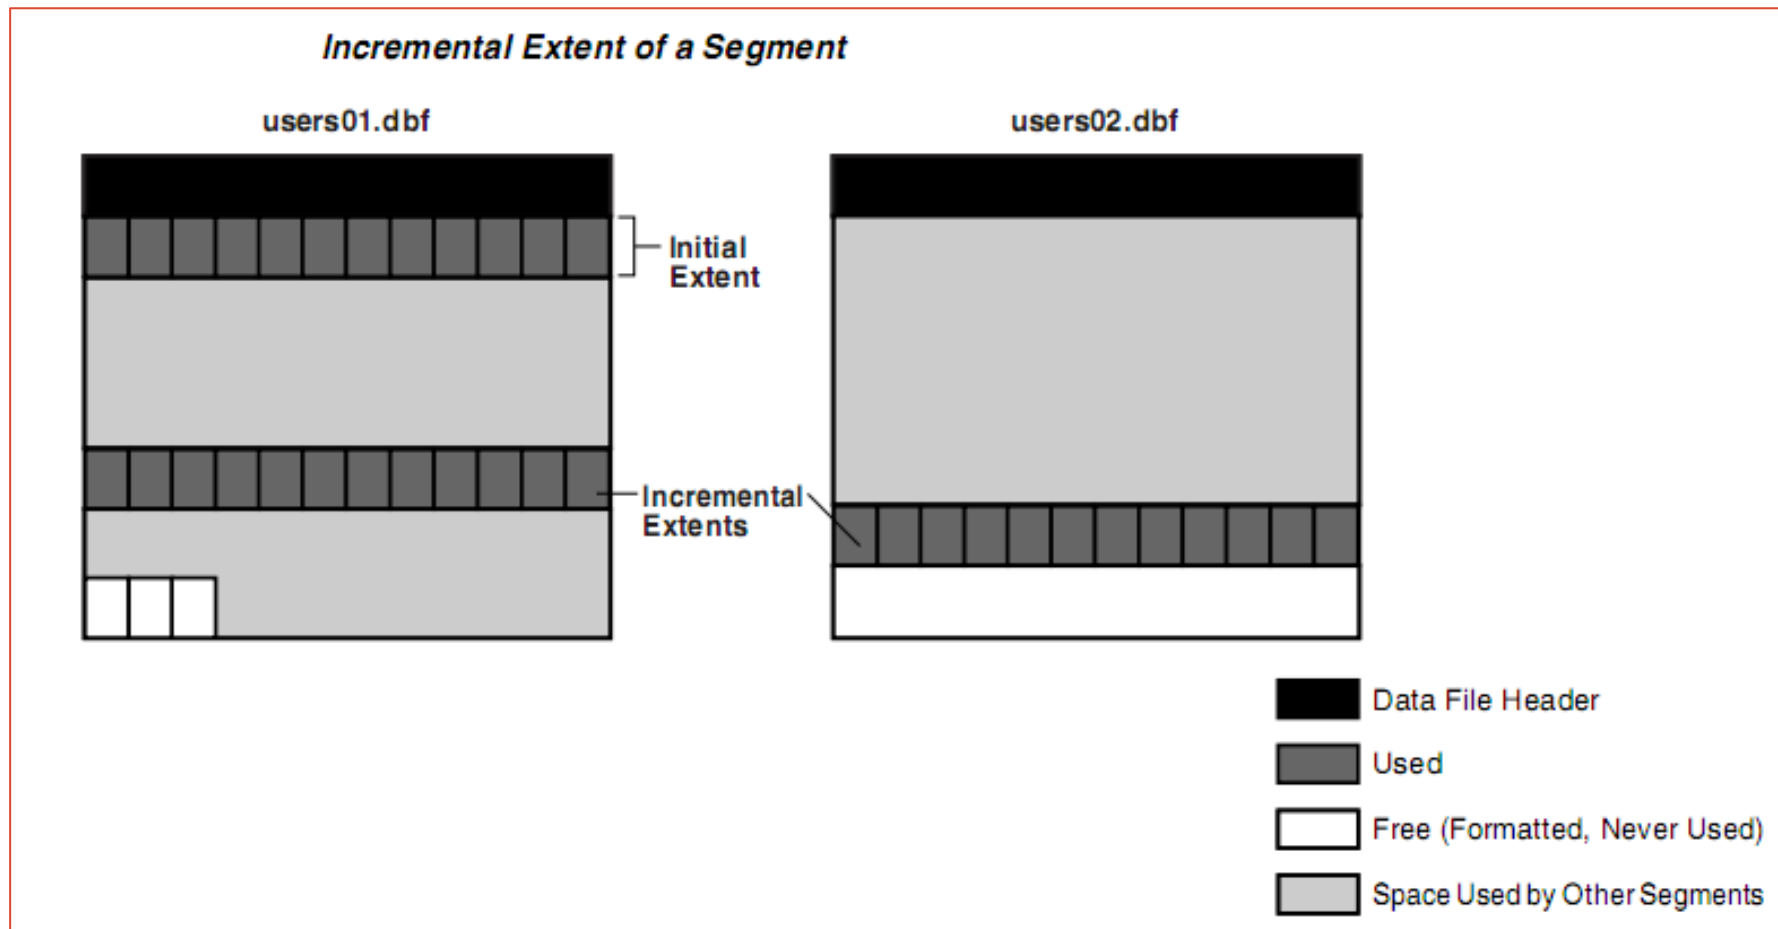 Incremental Extent of a Segment
users01.dbf
users02.dbf
Initial
Extent
Incremental
Extents
Data File Header
Used
Free (Formatted, Never Used)
Space Used by Other Segments